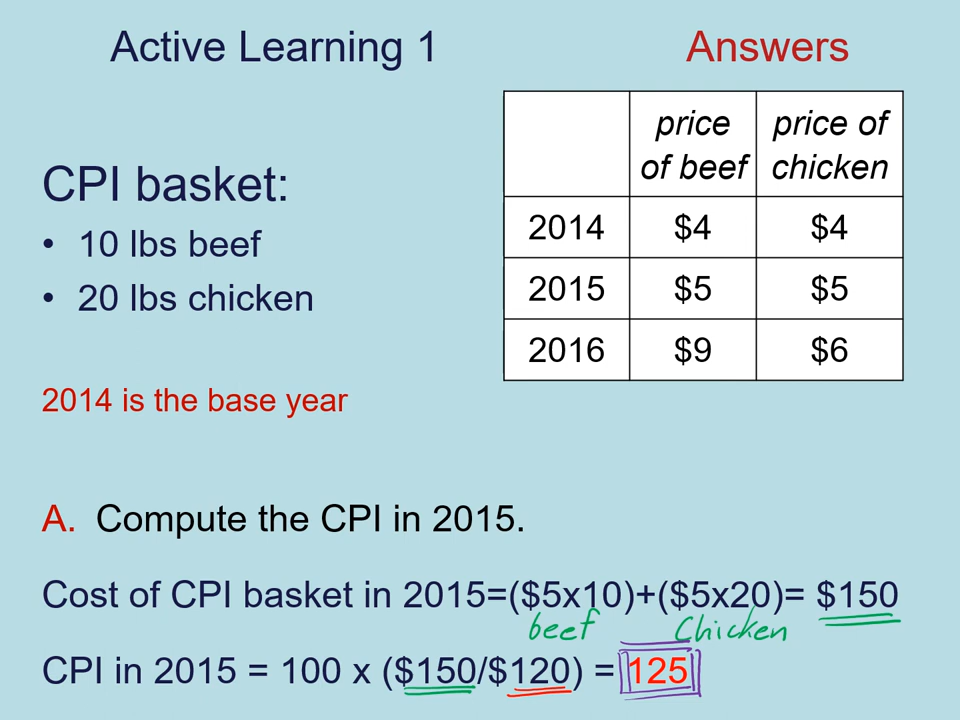 Active Learning 1
Answers
CPI basket:
• 10 lbs beef
• 20 lbs chicken
2014 is the base year
price of beef price of chicken
2014 $4 $4
2015 $5 $5
2016 $9 $6
A. Compute the CPI in 2015.
Cost of CPI basket in 2015=($5x10)+($5x20)= $150
beef Chicken
CPI in 2015 = 100 x ($150/$120) = 125